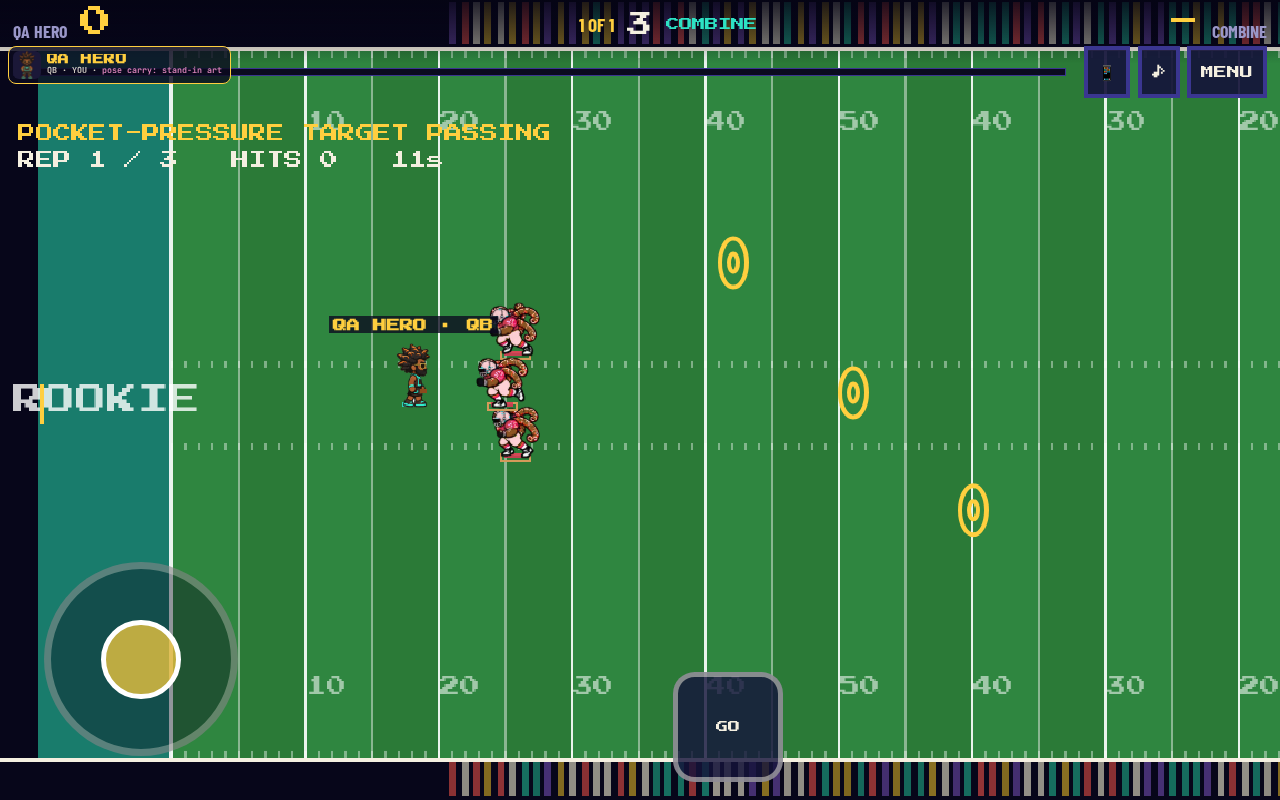 QA HERO 0
1 OF 1 3 COMBINE
COMBINE
QA HERO
QB · YOU · pose carry: stand-in art
MENU
10 20 30 40 50 40 30 20
POCKET-PRESSURE TARGET PASSING
REP 1 / 3 HITS 0 11s
QA HERO · QB
ROOKIE
10 20 30 40 50 40 30 20
GO